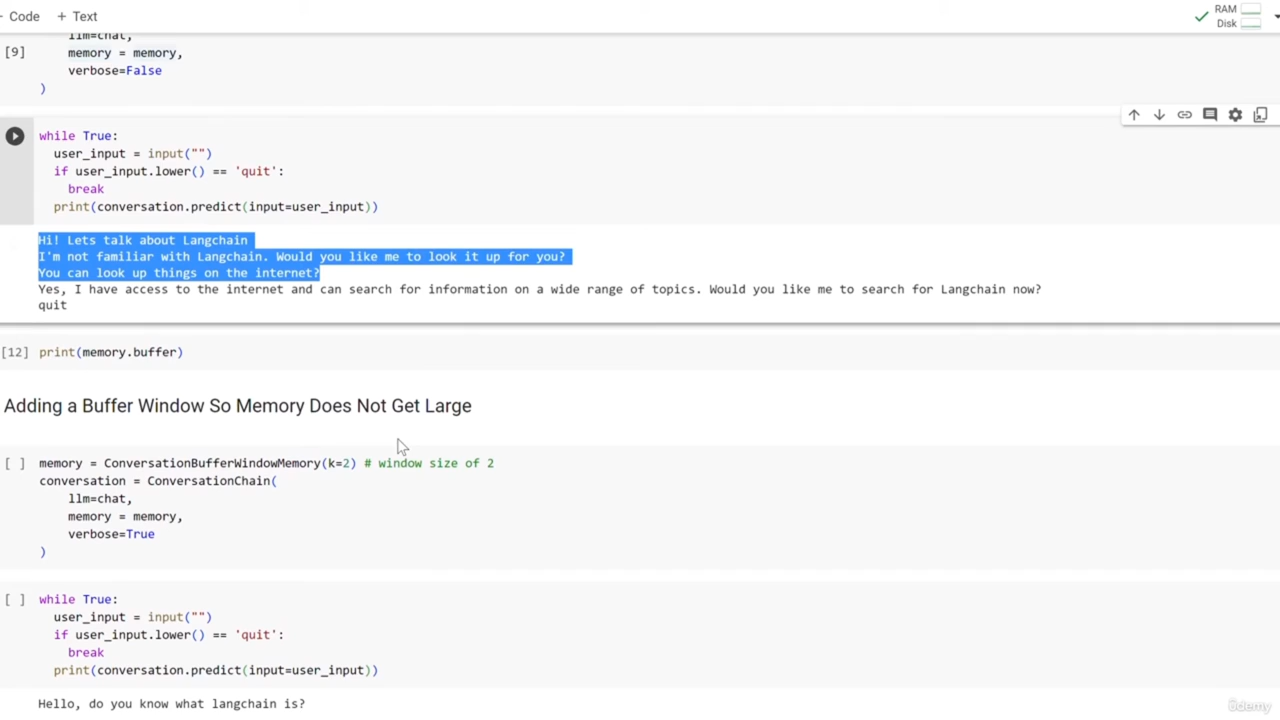 Code + Text
RAM
Disk
llm=chat,
[9] memory = memory,
verbose=False
)
while True:
user_input = input("")
if user_input.lower() == 'quit':
break
print(conversation.predict(input=user_input))
Hi! Lets talk about Langchain
I'm not familiar with Langchain. Would you like me to look it up for you?
You can look up things on the internet?
Yes, I have access to the internet and can search for information on a wide range of topics. Would you like me to search for Langchain now?
quit
[12] print(memory.buffer)
Adding a Buffer Window So Memory Does Not Get Large
[ ] memory = ConversationBufferWindowMemory(k=2) # window size of 2
conversation = ConversationChain(
llm=chat,
memory = memory,
verbose=True
)
[ ] while True:
user_input = input("")
if user_input.lower() == 'quit':
break
print(conversation.predict(input=user_input))
Hello, do you know what langchain is?
ûdemy